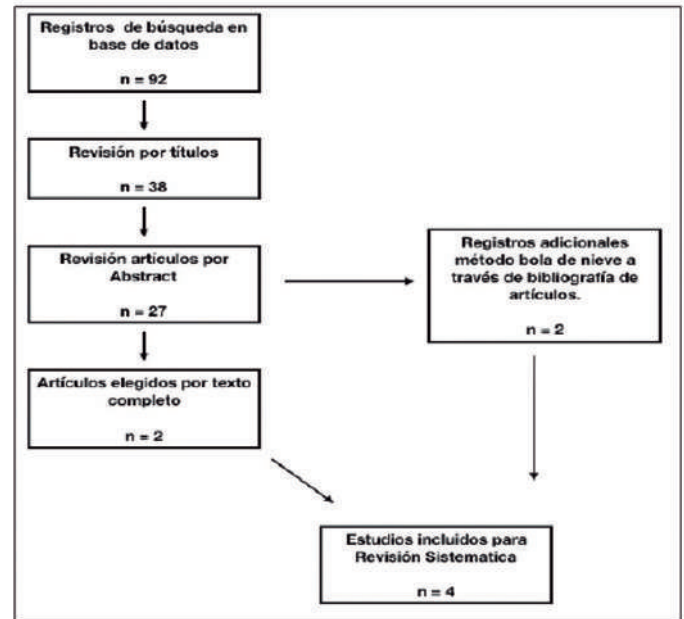 Registros de búsqueda en
base de datos
n = 92
Revisión por títulos
n = 38
Revisión artículos por
Abstract
n = 27
Registros adicionales
método bola de nieve a
través de bibliografía de
artículos.
n = 2
Artículos elegidos por texto
completo
n = 2
Estudios incluidos para
Revisión Sistematica
n = 4